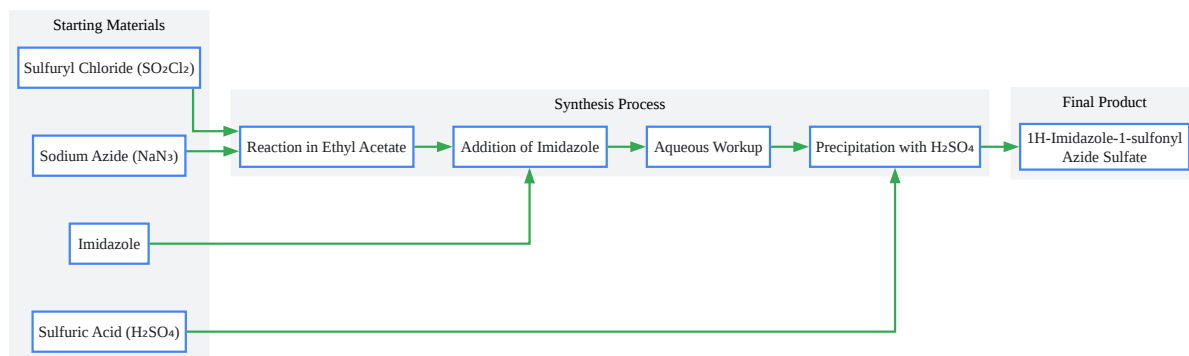 Starting Materials
Sulfuryl Chloride (SO₂Cl₂)
Sodium Azide (NaN₃)
Imidazole
Sulfuric Acid (H₂SO₄)
Synthesis Process
Reaction in Ethyl Acetate
Addition of Imidazole
Aqueous Workup
Precipitation with H₂SO₄
Final Product
1H-Imidazole-1-sulfonyl
Azide Sulfate